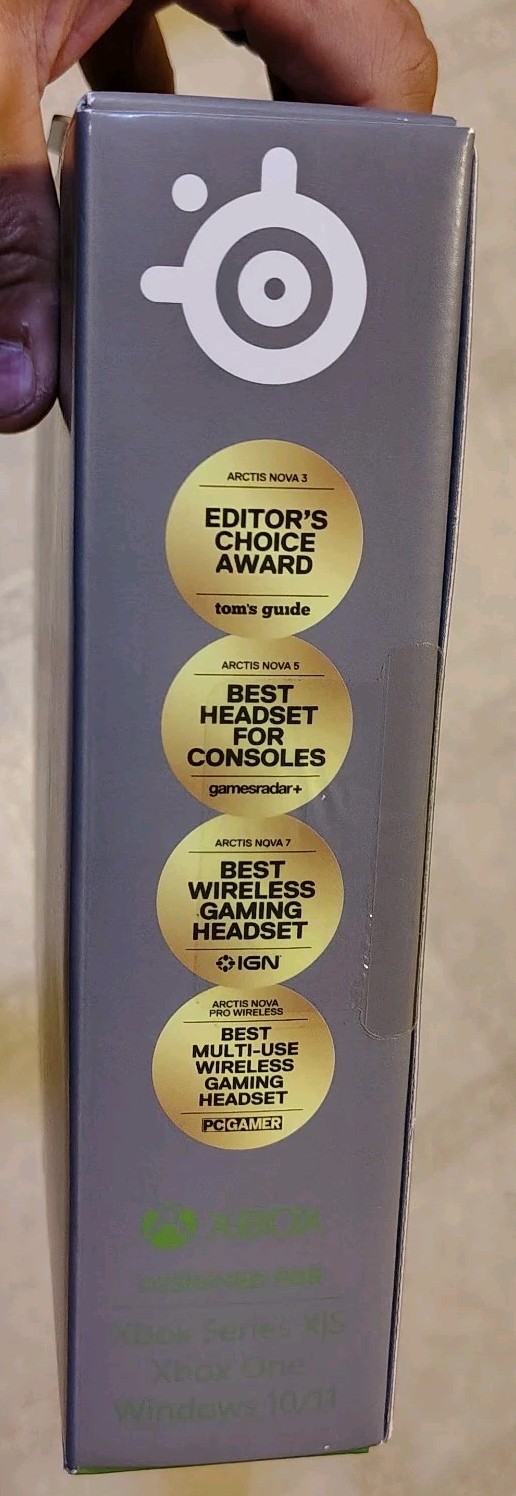 ARCTIS NOVA 3
EDITOR'S
CHOICE
AWARD
tom's guide
ARCTIS NOVA 5
BEST
HEADSET
FOR
CONSOLES
gamesradar+
ARCTIS NOVA 7
BEST
WIRELESS
GAMING
HEADSET
IGN
ARCTIS NOVA
PRO WIRELESS
BEST
MULTI-USE
WIRELESS
GAMING
HEADSET
PC GAMER
XBOX
DESIGNED FOR
Xbox Series X|S
Xbox One
Windows 10/11